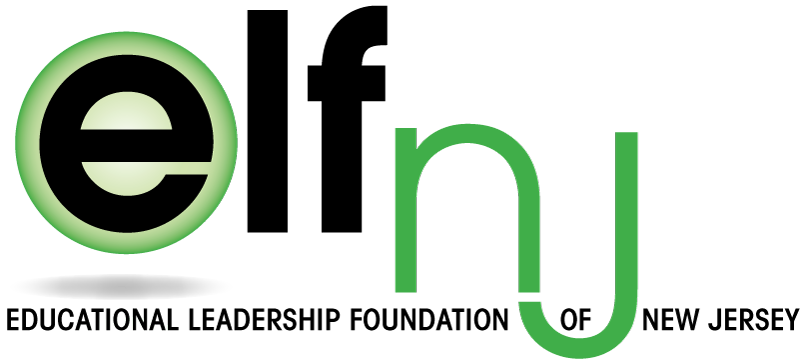 elfnj
EDUCATIONAL LEADERSHIP FOUNDATION OF NEW JERSEY